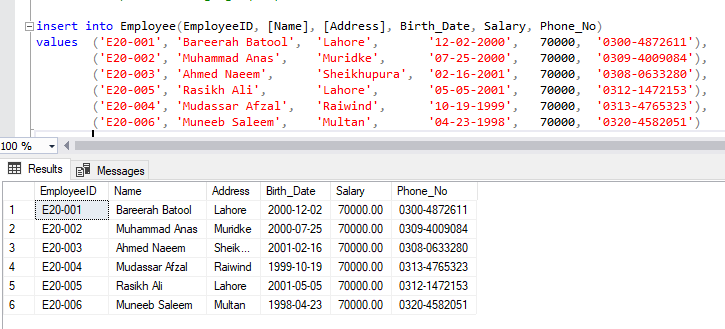 insert into Employee(EmployeeID, [Name], [Address], Birth_Date, Salary, Phone_No)
values ('E20-001', 'Bareerah Batool', 'Lahore', '12-02-2000', 70000, '0300-4872611'),
('E20-002', 'Muhammad Anas', 'Muridke', '07-25-2000', 70000, '0309-4009084'),
('E20-003', 'Ahmed Naeem', 'Sheikhupura', '02-16-2001', 70000, '0308-0633280'),
('E20-005', 'Rasikh Ali', 'Lahore', '05-05-2001', 70000, '0312-1472153'),
('E20-004', 'Mudassar Afzal', 'Raiwind', '10-19-1999', 70000, '0313-4765323'),
('E20-006', 'Muneeb Saleem', 'Multan', '04-23-1998', 70000, '0320-4582051')
100 %
Results Messages
EmployeeID Name Address Birth_Date Salary Phone_No
1 E20-001 Bareerah Batool Lahore 2000-12-02 70000.00 0300-4872611
2 E20-002 Muhammad Anas Muridke 2000-07-25 70000.00 0309-4009084
3 E20-003 Ahmed Naeem Sheik... 2001-02-16 70000.00 0308-0633280
4 E20-004 Mudassar Afzal Raiwind 1999-10-19 70000.00 0313-4765323
5 E20-005 Rasikh Ali Lahore 2001-05-05 70000.00 0312-1472153
6 E20-006 Muneeb Saleem Multan 1998-04-23 70000.00 0320-4582051